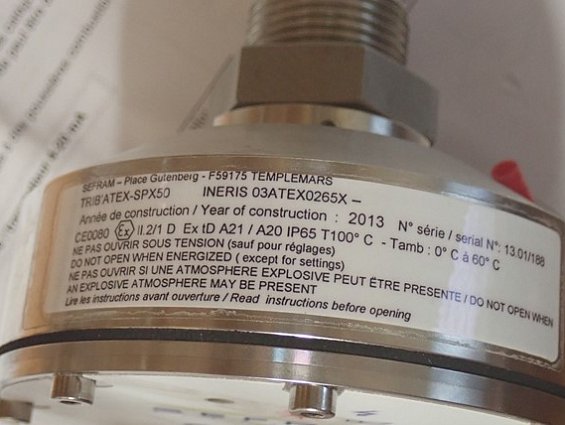 SEFRAM – Place Gutenberg - F59175 TEMPLEMARS
TRIB'ATEX-SPX50 INERIS 03ATEX0265X –
Année de construction / Year of construction : 2013 N° série / serial N°: 13.01/188
CE0080 Ex II.2/1 D Ex tD A21 / A20 IP65 T100° C - Tamb : 0° C à 60° C
NE PAS OUVRIR SOUS TENSION (sauf pour réglages)
DO NOT OPEN WHEN ENERGIZED ( except for settings)
NE PAS OUVRIR SI UNE ATMOSPHERE EXPLOSIVE PEUT ÉTRE PRESENTE / DO NOT OPEN WHEN
AN EXPLOSIVE ATMOSPHERE MAY BE PRESENT
Lire les instructions avant ouverture / Read instructions before opening